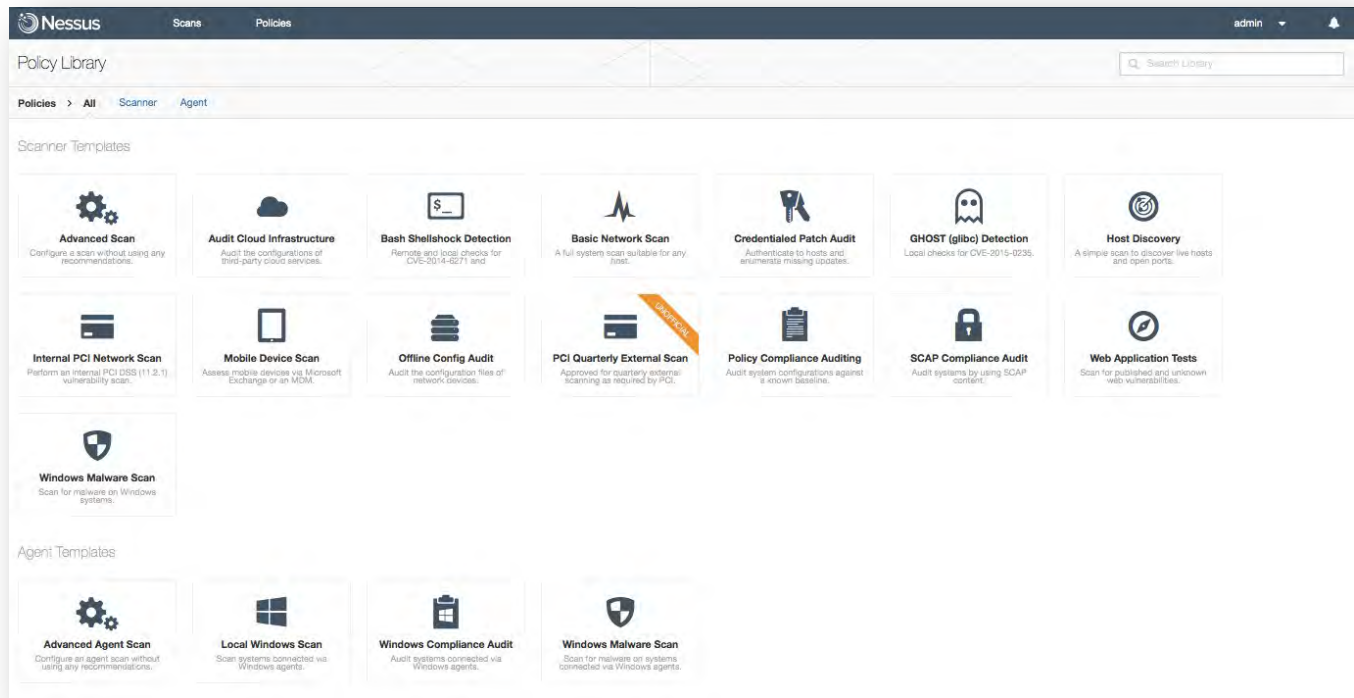 Nessus Scans Policies admin
Policy Library
Search Library
Policies > All Scanner Agent
Scanner Templates
Advanced Scan
Configure a scan without using any
recommendations.
Audit Cloud Infrastructure
Audit the configurations of
third-party cloud services.
$_
Bash Shellshock Detection
Remote and local checks for
CVE-2014-6271 and
Basic Network Scan
A full system scan suitable for any
host.
Credentialed Patch Audit
Authenticate to hosts and
enumerate missing updates.
GHOST (glibc) Detection
Local checks for CVE-2015-0235.
Host Discovery
A simple scan to discover live hosts
and open ports.
Internal PCI Network Scan
Perform an internal PCI DSS (11.2.1)
vulnerability scan.
Mobile Device Scan
Assess mobile devices via Microsoft
Exchange or an MDM.
Offline Config Audit
Audit the configuration files of
network devices.
UNOFFICIAL
PCI Quarterly External Scan
Approved for quarterly external
scanning as required by PCI.
Policy Compliance Auditing
Audit system configurations against
a known baseline.
SCAP Compliance Audit
Audit systems by using SCAP
content.
Web Application Tests
Scan for published and unknown
web vulnerabilities.
Windows Malware Scan
Scan for malware on Windows
systems.
Agent Templates
Advanced Agent Scan
Configure an agent scan without
using any recommendations.
Local Windows Scan
Scan systems connected via
Windows agents.
Windows Compliance Audit
Audit systems connected via
Windows agents.
Windows Malware Scan
Scan for malware on systems
connected via Windows agents.